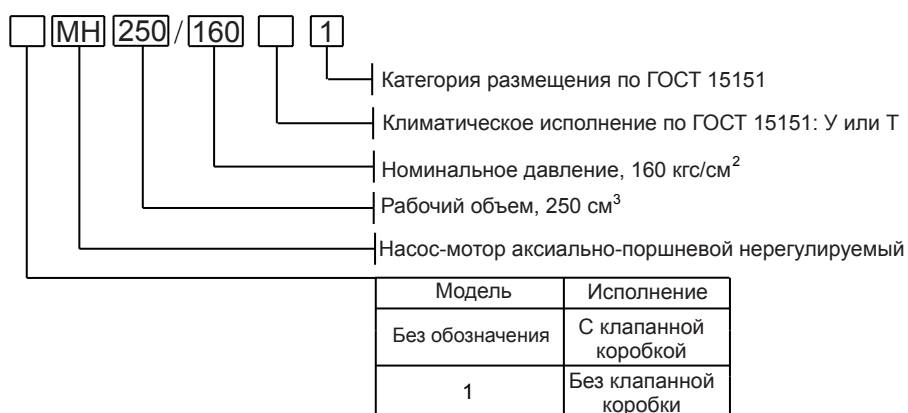 МН 250 / 160 1
Категория размещения по ГОСТ 15151
Климатическое исполнение по ГОСТ 15151: У или Т
Номинальное давление, 160 кгс/см²
Рабочий объем, 250 см³
Насос-мотор аксиально-поршневой нерегулируемый
Модель Исполнение
Без обозначения С клапанной
коробкой
1 Без клапанной
коробки